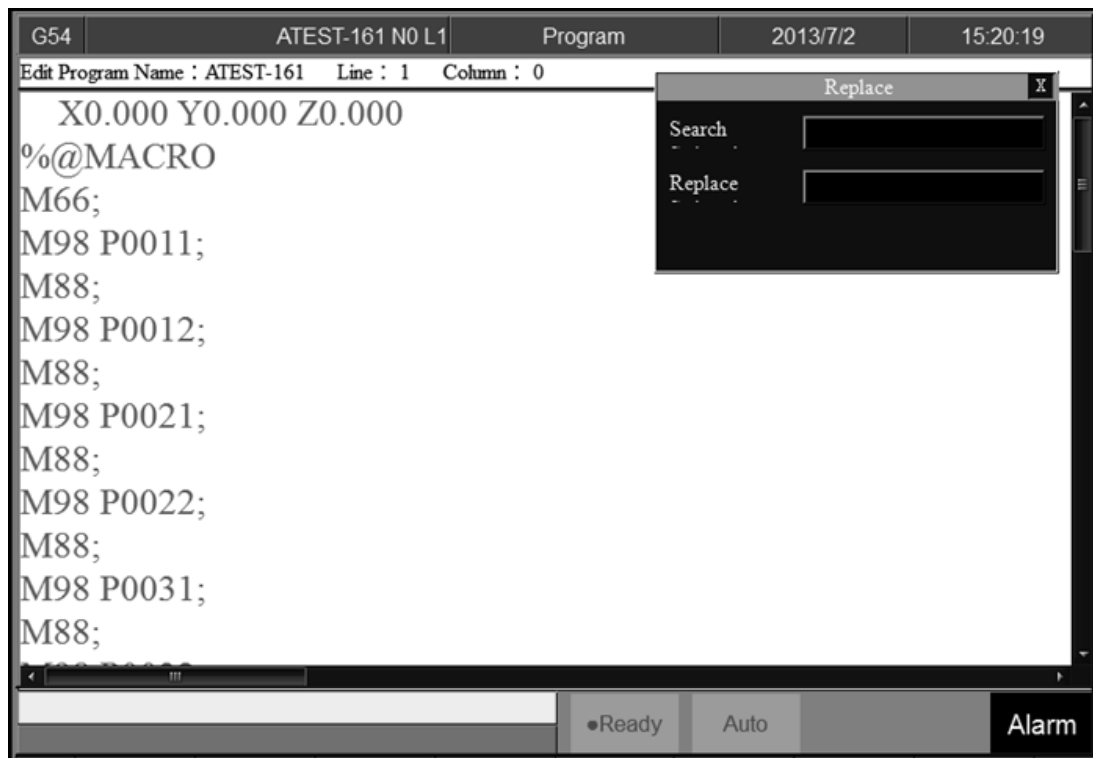 G54 ATEST-161 N0 L1 Program 2013/7/2 15:20:19
Edit Program Name：ATEST-161 Line：1 Column：0
Replace X
Search
Replace
X0.000 Y0.000 Z0.000
%@MACRO
M66;
M98 P0011;
M88;
M98 P0012;
M88;
M98 P0021;
M88;
M98 P0022;
M88;
M98 P0031;
M88;
●Ready Auto Alarm